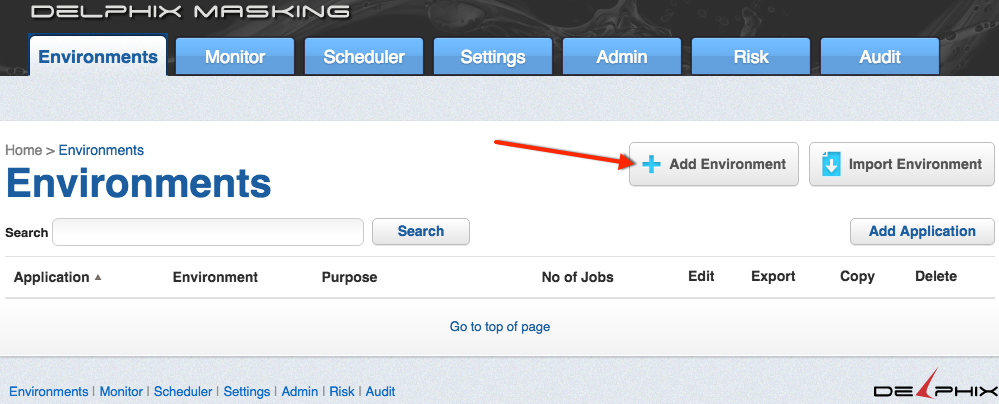 DELPHIX MASKING
Environments Monitor Scheduler Settings Admin Risk Audit
Home > Environments
Environments
Add Environment Import Environment
Search Search Add Application
Application Environment Purpose No of Jobs Edit Export Copy Delete
Go to top of page
Environments | Monitor | Scheduler | Settings | Admin | Risk | Audit
DELPHIX